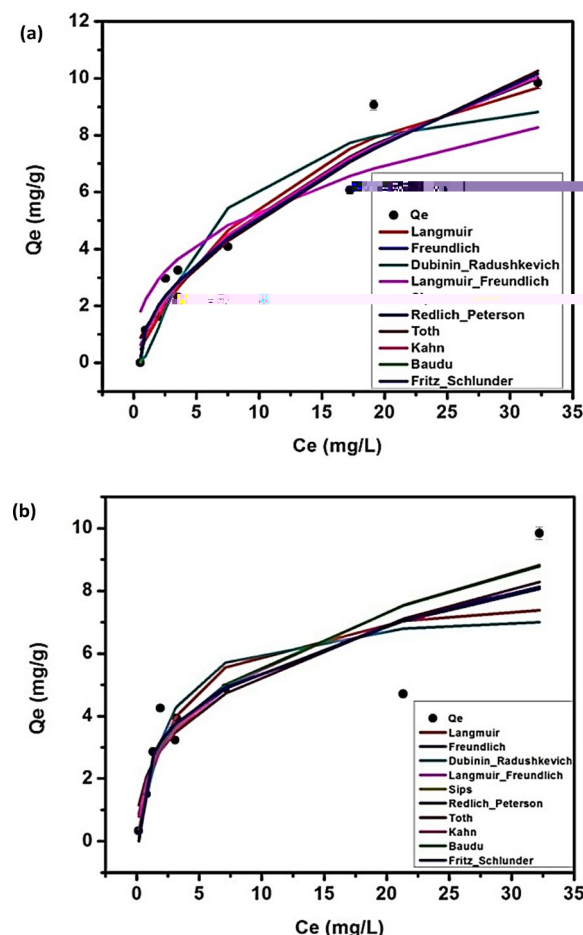 (a)
12
10
8
6
4
2
0
Qe (mg/g)
Qe
Langmuir
Freundlich
Dubinin_Radushkevich
Langmuir_Freundlich
Redlich_Peterson
Toth
Kahn
Baudu
Fritz_Schlunder
0 5 10 15 20 25 30 35
Ce (mg/L)
(b)
10
8
6
4
2
0
Qe (mg/g)
Qe
Langmuir
Freundlich
Dubinin_Radushkevich
Langmuir_Freundlich
Sips
Redlich_Peterson
Toth
Kahn
Baudu
Fritz_Schlunder
0 5 10 15 20 25 30 35
Ce (mg/L)